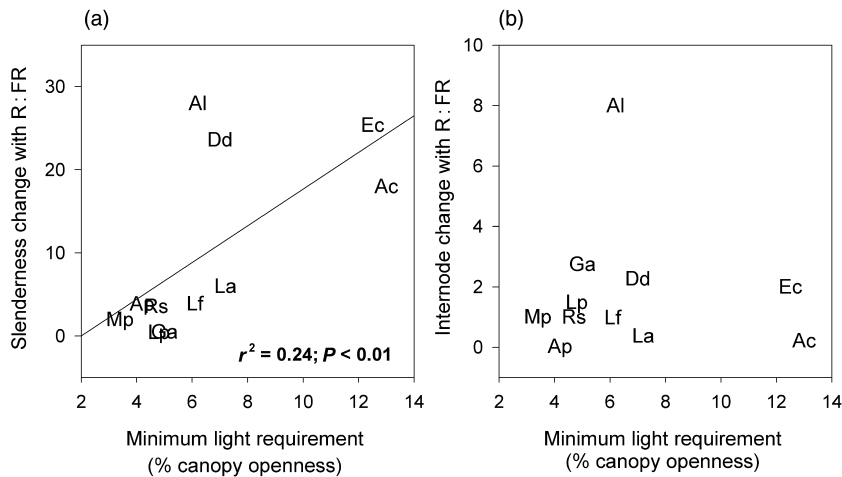 (a)
Slenderness change with R : FR
30
20
10
0
Al
Dd
Ec
Ac
La
Lf
Ap
Rs
Mp
Lp
Ga
r² = 0.24; P < 0.01
2 4 6 8 10 12 14
Minimum light requirement
(% canopy openness)
(b)
Internode change with R : FR
10
8
6
4
2
0
Al
Ga
Dd
Ec
Lp
Mp
Rs
Lf
La
Ap
Ac
2 4 6 8 10 12 14
Minimum light requirement
(% canopy openness)